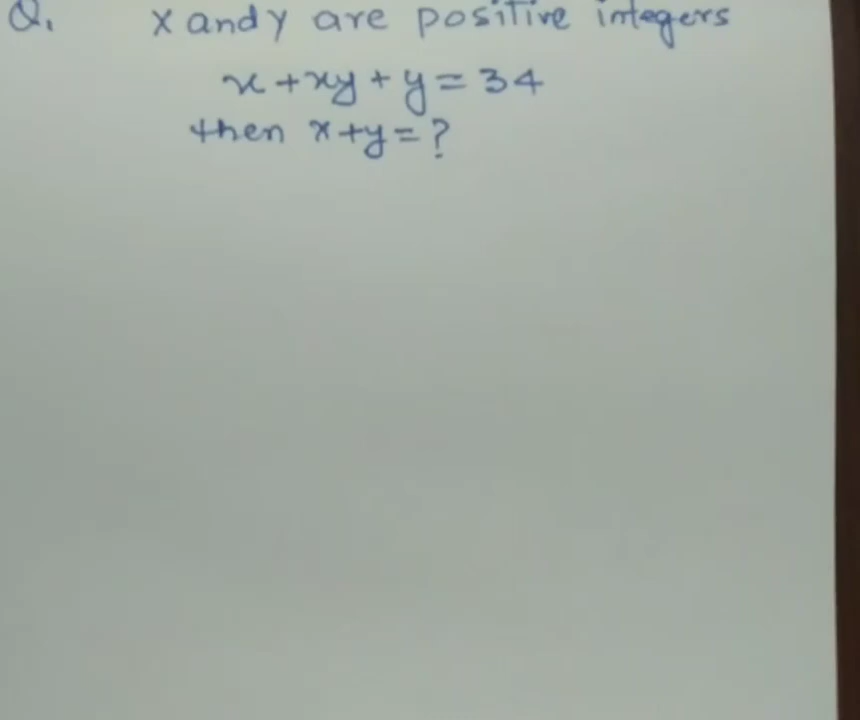 Q. x and y are positive integers
x + xy + y = 34
then x+y = ?